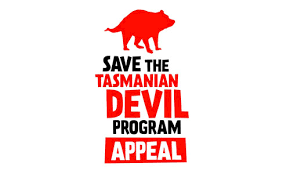 SAVE THE
TASMANIAN
DEVIL
PROGRAM
APPEAL